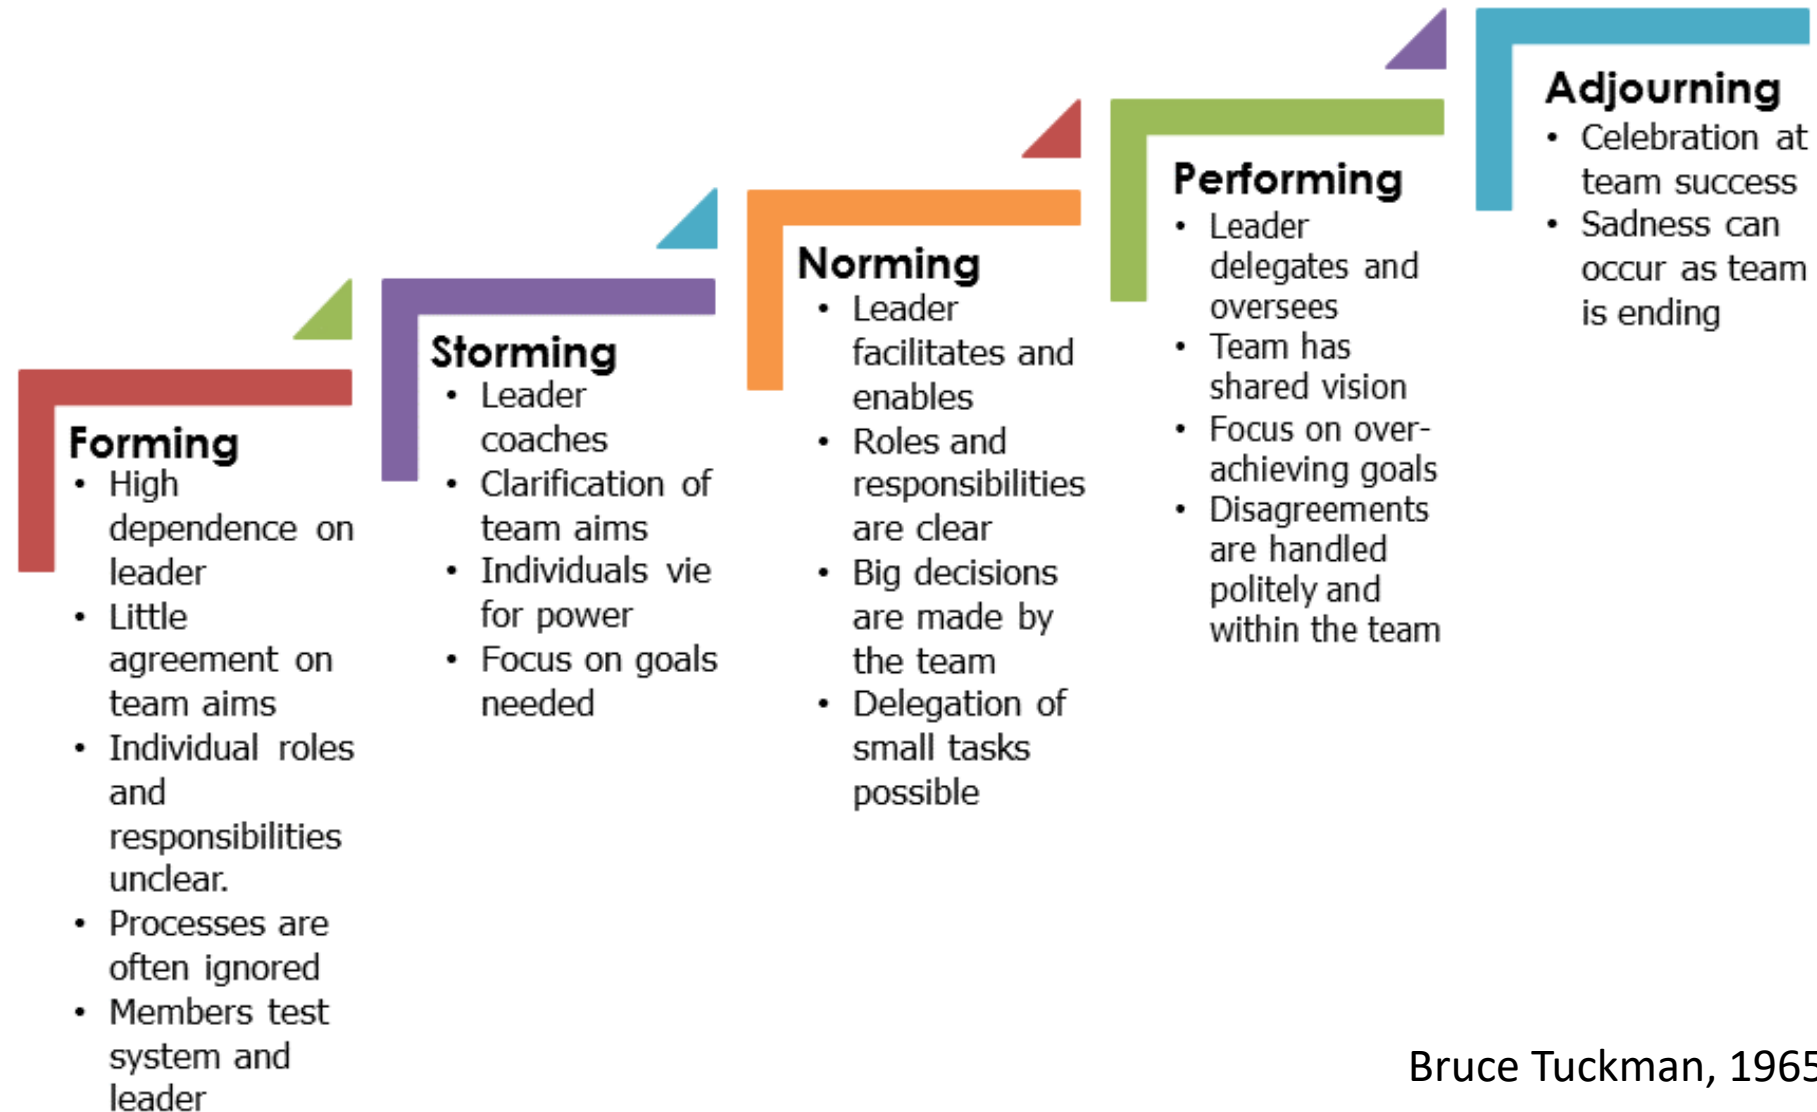 Forming
• High
dependence on
leader
• Little
agreement on
team aims
• Individual roles
and
responsibilities
unclear.
• Processes are
often ignored
• Members test
system and
leader
Storming
• Leader
coaches
• Clarification of
team aims
• Individuals vie
for power
• Focus on goals
needed
Norming
• Leader
facilitates and
enables
• Roles and
responsibilities
are clear
• Big decisions
are made by
the team
• Delegation of
small tasks
possible
Performing
• Leader
delegates and
oversees
• Team has
shared vision
• Focus on over-
achieving goals
• Disagreements
are handled
politely and
within the team
Adjourning
• Celebration at
team success
• Sadness can
occur as team
is ending
Bruce Tuckman, 1965